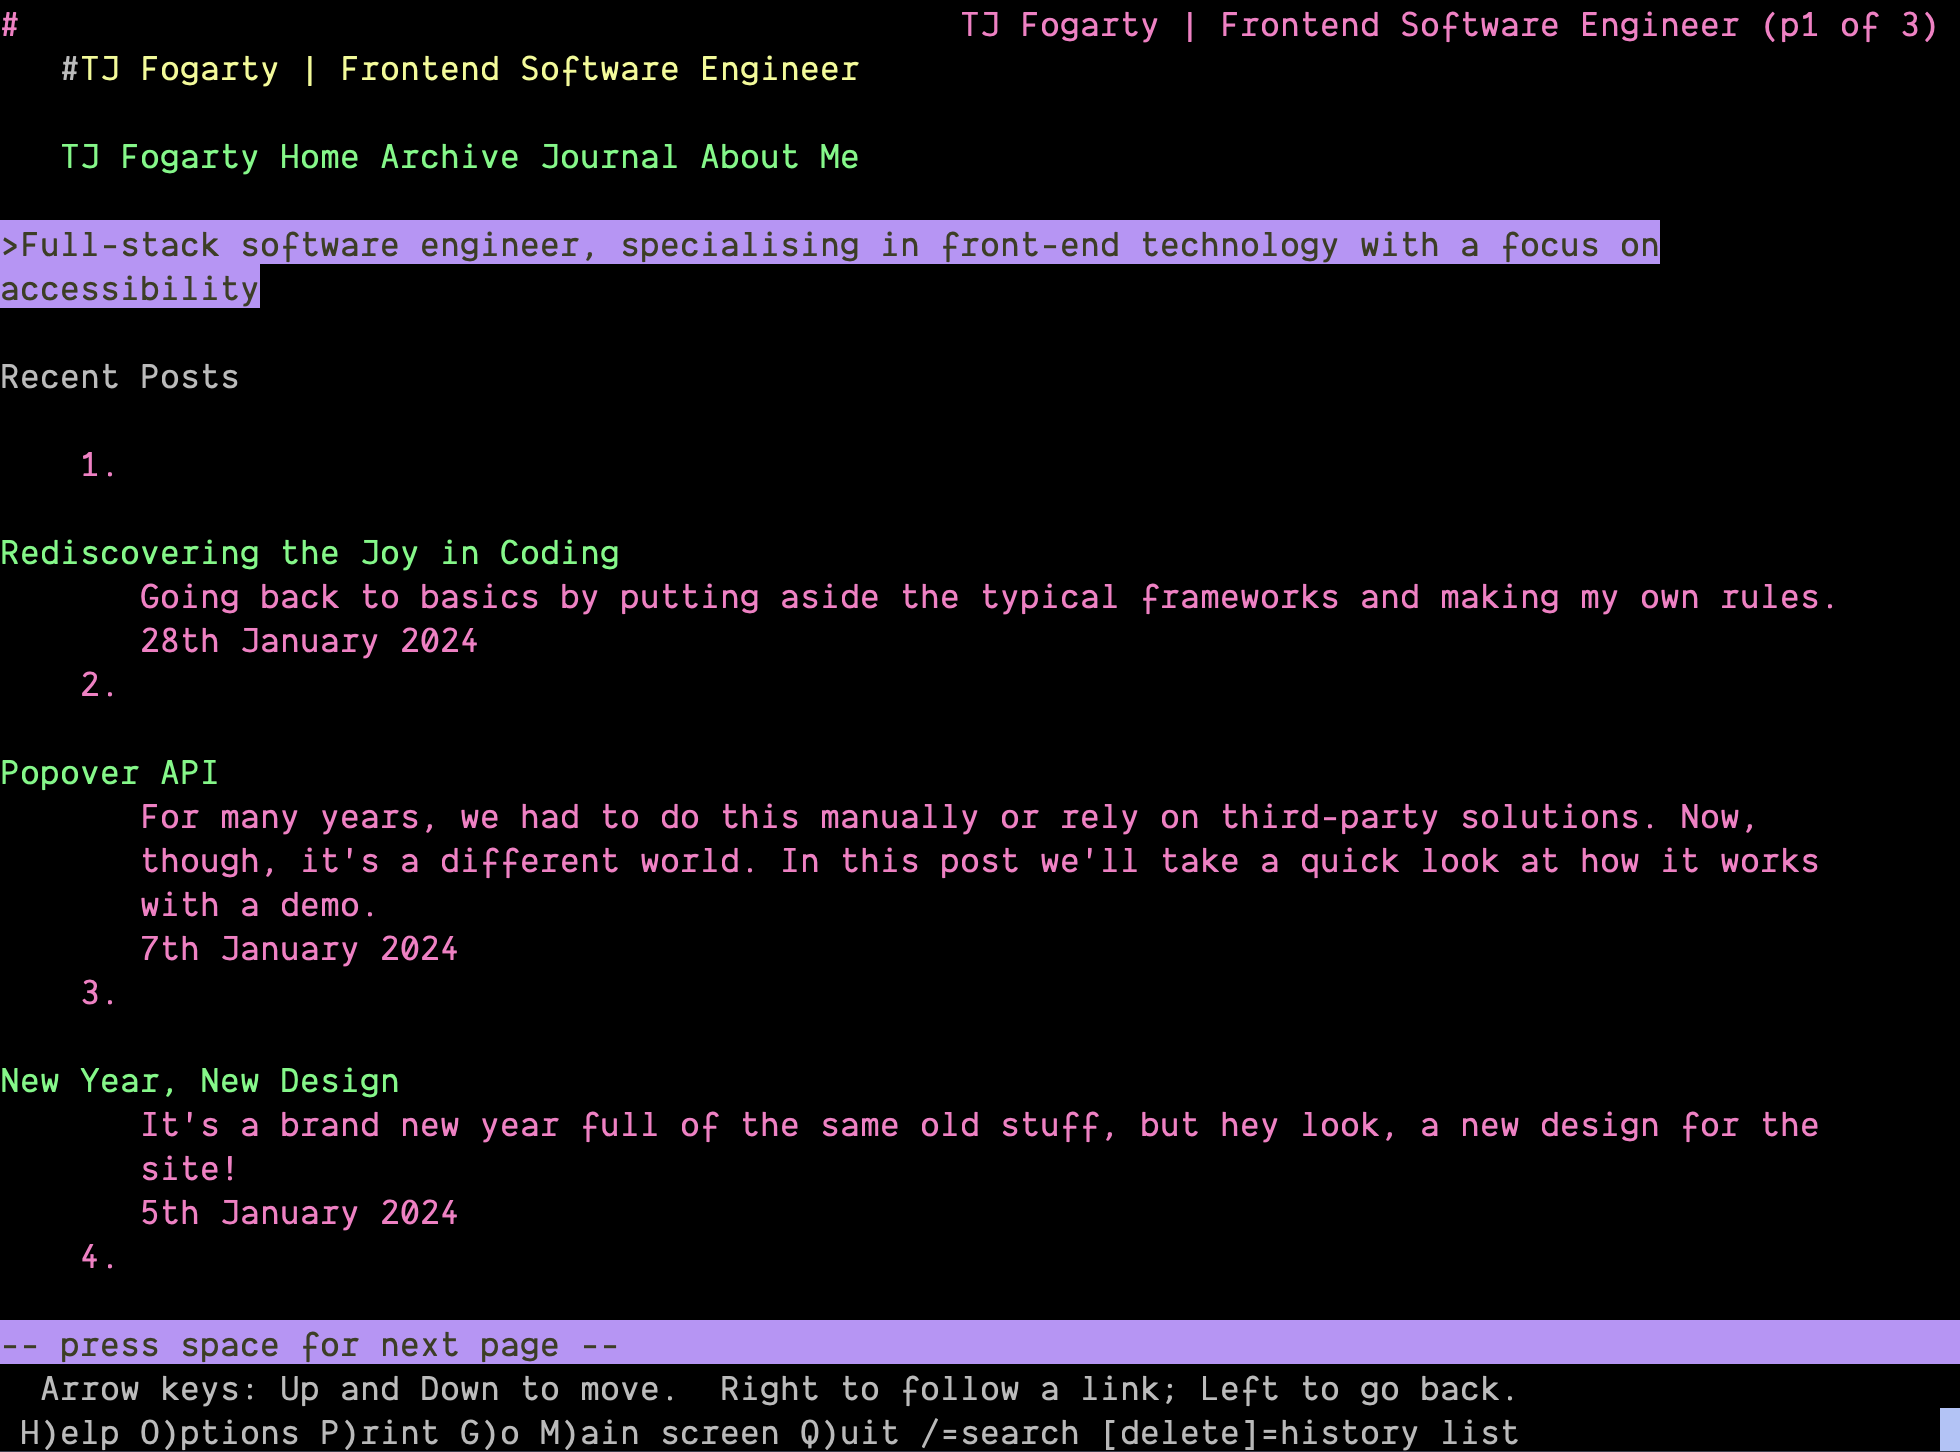 #                                               TJ Fogarty | Frontend Software Engineer (p1 of 3)
   #TJ Fogarty | Frontend Software Engineer

   TJ Fogarty Home Archive Journal About Me

>Full-stack software engineer, specialising in front-end technology with a focus on
accessibility

Recent Posts

    1.

Rediscovering the Joy in Coding
       Going back to basics by putting aside the typical frameworks and making my own rules.
       28th January 2024
    2.

Popover API
       For many years, we had to do this manually or rely on third-party solutions. Now,
       though, it's a different world. In this post we'll take a quick look at how it works
       with a demo.
       7th January 2024
    3.

New Year, New Design
       It's a brand new year full of the same old stuff, but hey look, a new design for the
       site!
       5th January 2024
    4.

-- press space for next page --
  Arrow keys: Up and Down to move.  Right to follow a link; Left to go back.
 H)elp O)ptions P)rint G)o M)ain screen Q)uit /=search [delete]=history list